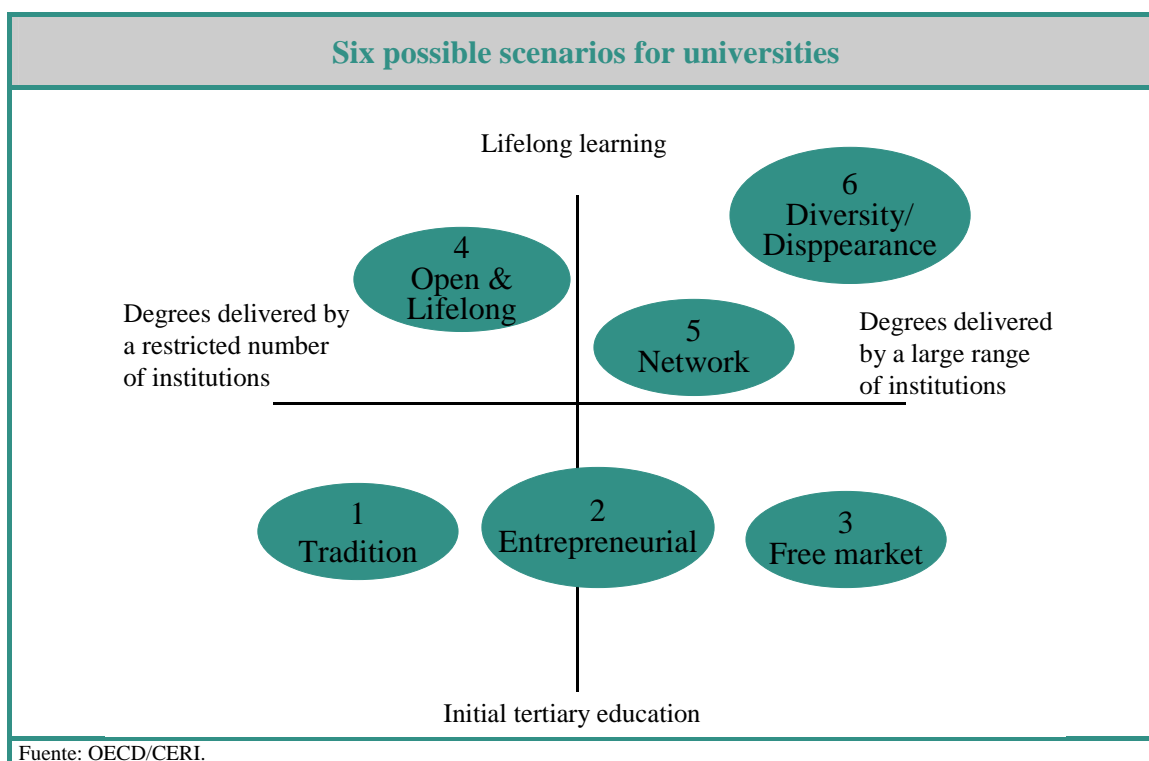 Six possible scenarios for universities
Lifelong learning
6
Diversity/
Disppearance
4
Open &
Lifelong
Degrees delivered by
a restricted number
of institutions
5
Network
Degrees delivered
by a large range
of institutions
1
Tradition
2
Entrepreneurial
3
Free market
Initial tertiary education
Fuente: OECD/CERI.